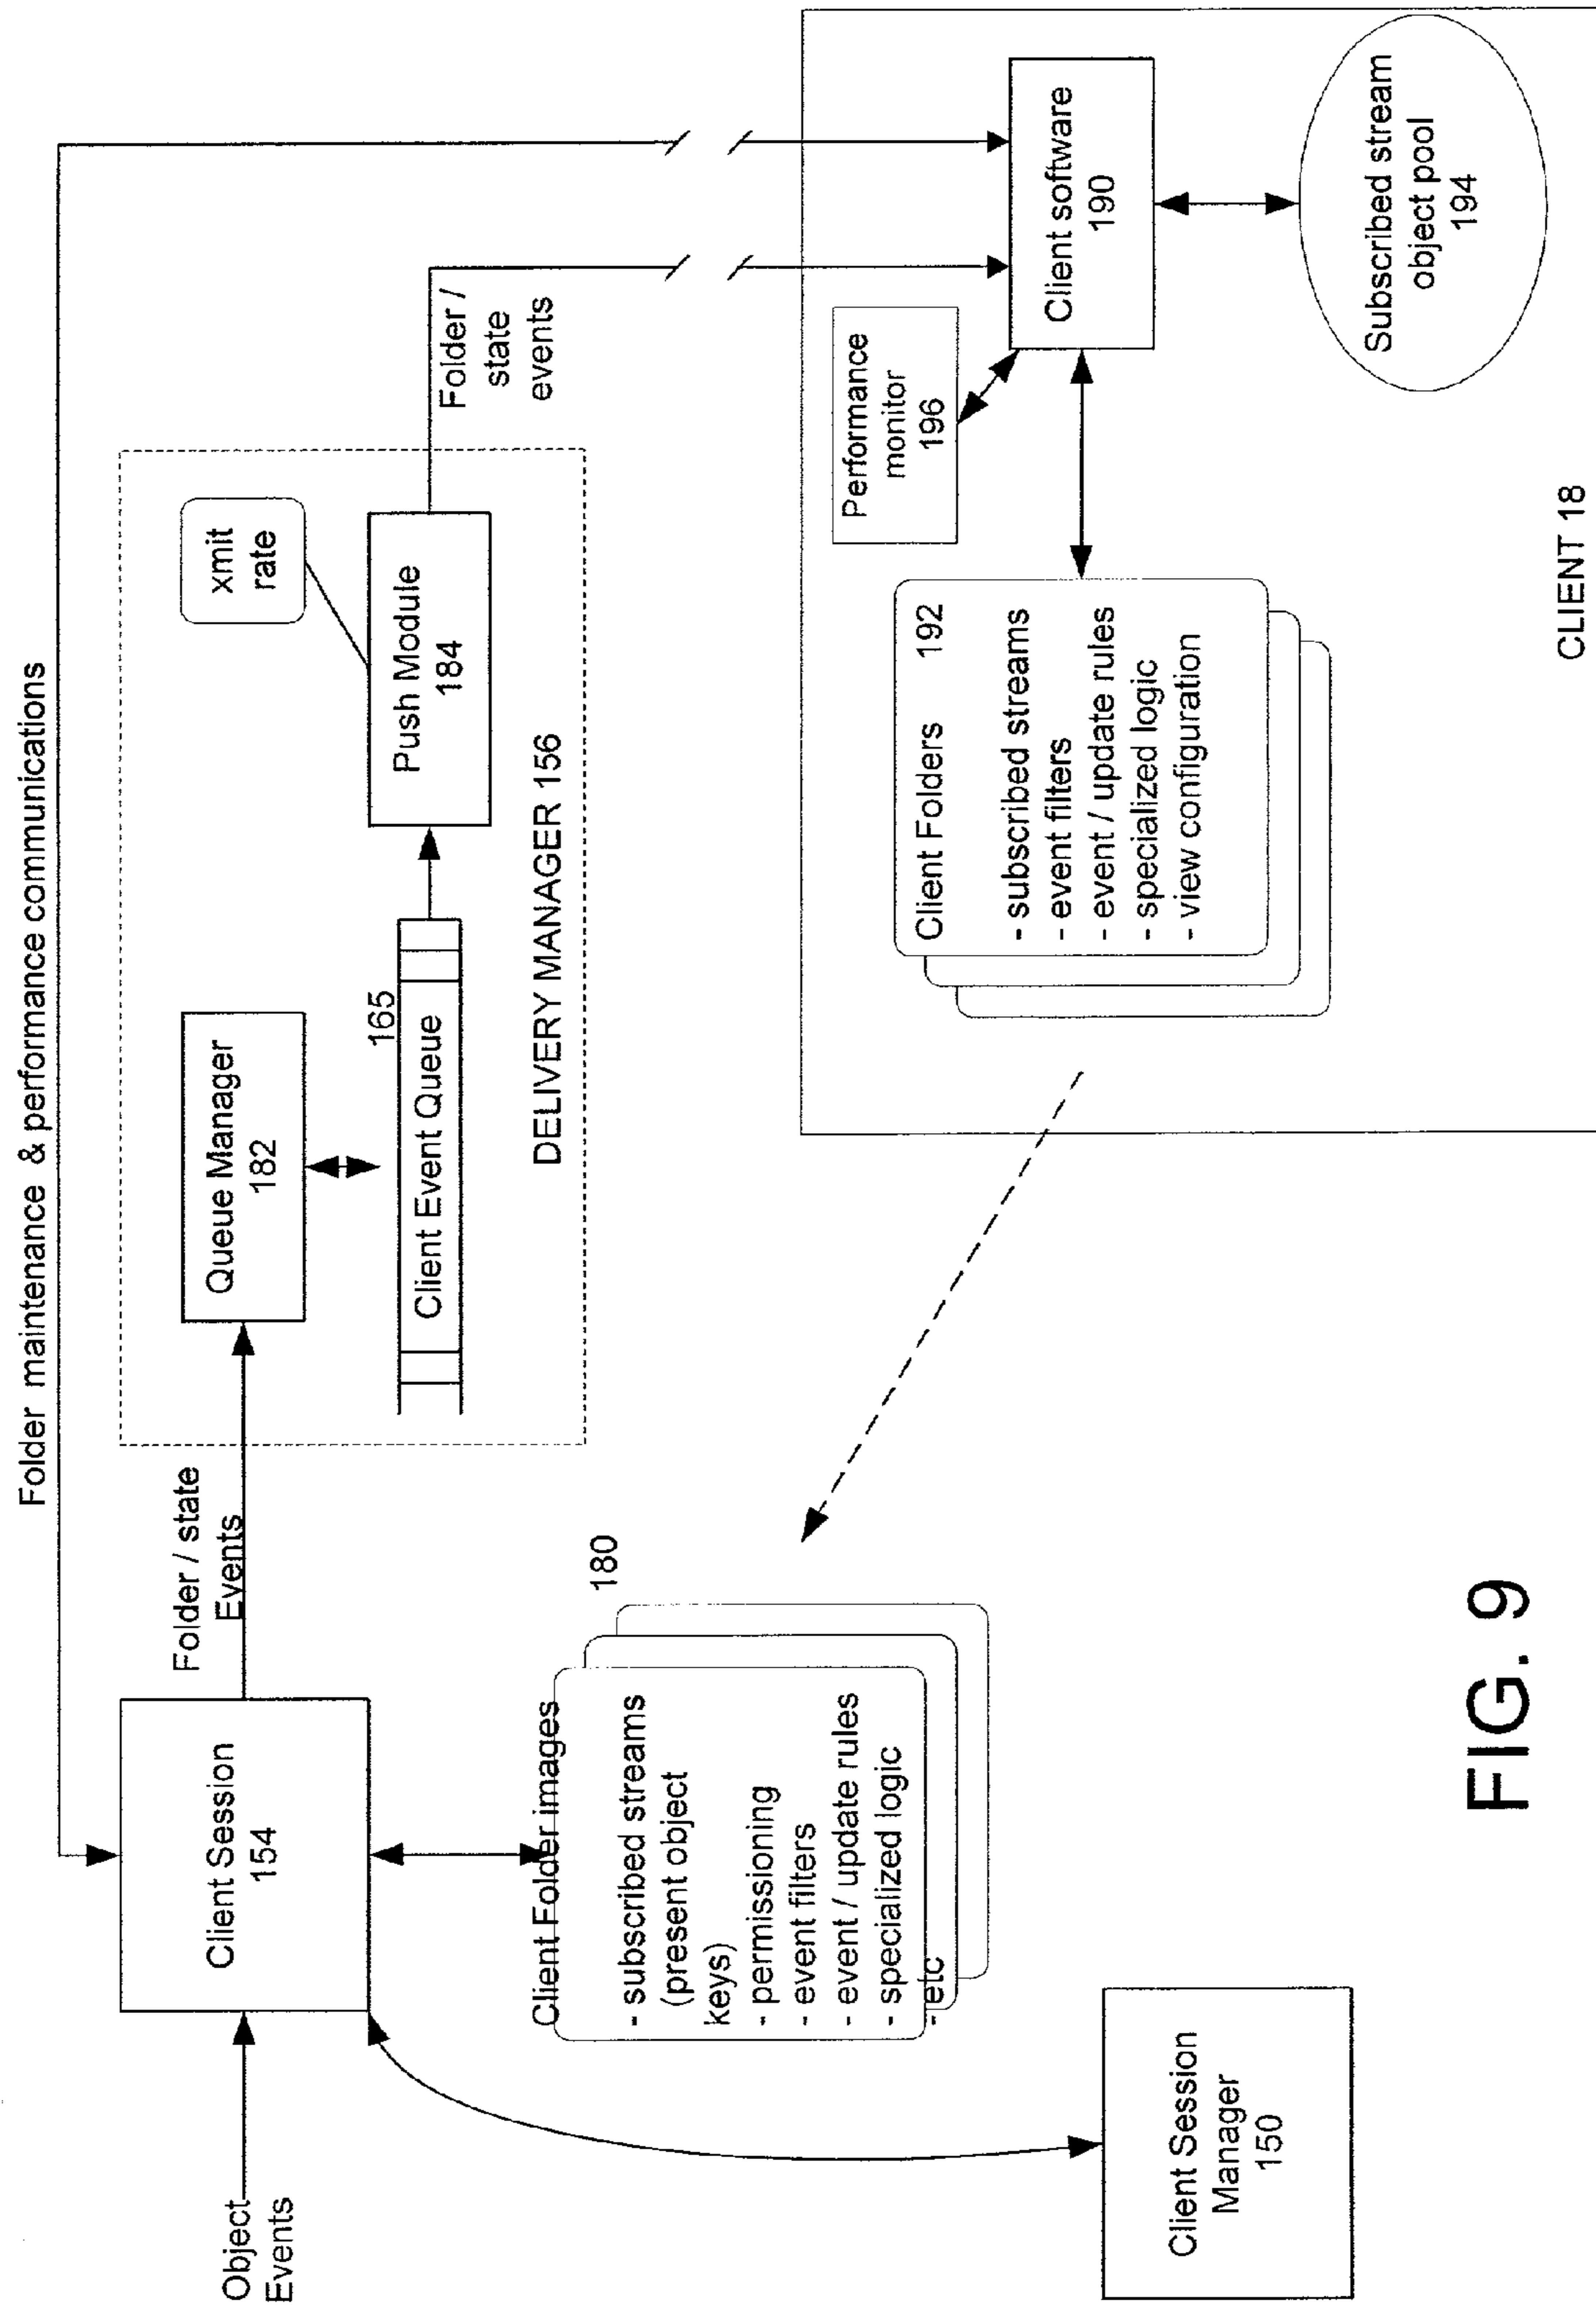 Folder maintenance & performance communications
Object
Events
Client Session
154
Folder / state
Events
Queue Manager
182
165
Client Event Queue
xmit
rate
Push Module
184
DELIVERY MANAGER 156
Folder /
state
events
Client Folder images
- subscribed streams
(present object
keys)
- permissioning
- event filters
- event / update rules
- specialized logic
- etc
180
Client Session
Manager
150
Performance
monitor
196
Client software
190
Client Folders 192
- subscribed streams
- event filters
- event / update rules
- specialized logic
- view configuration
Subscribed stream
object pool
194
CLIENT 18
FIG. 9